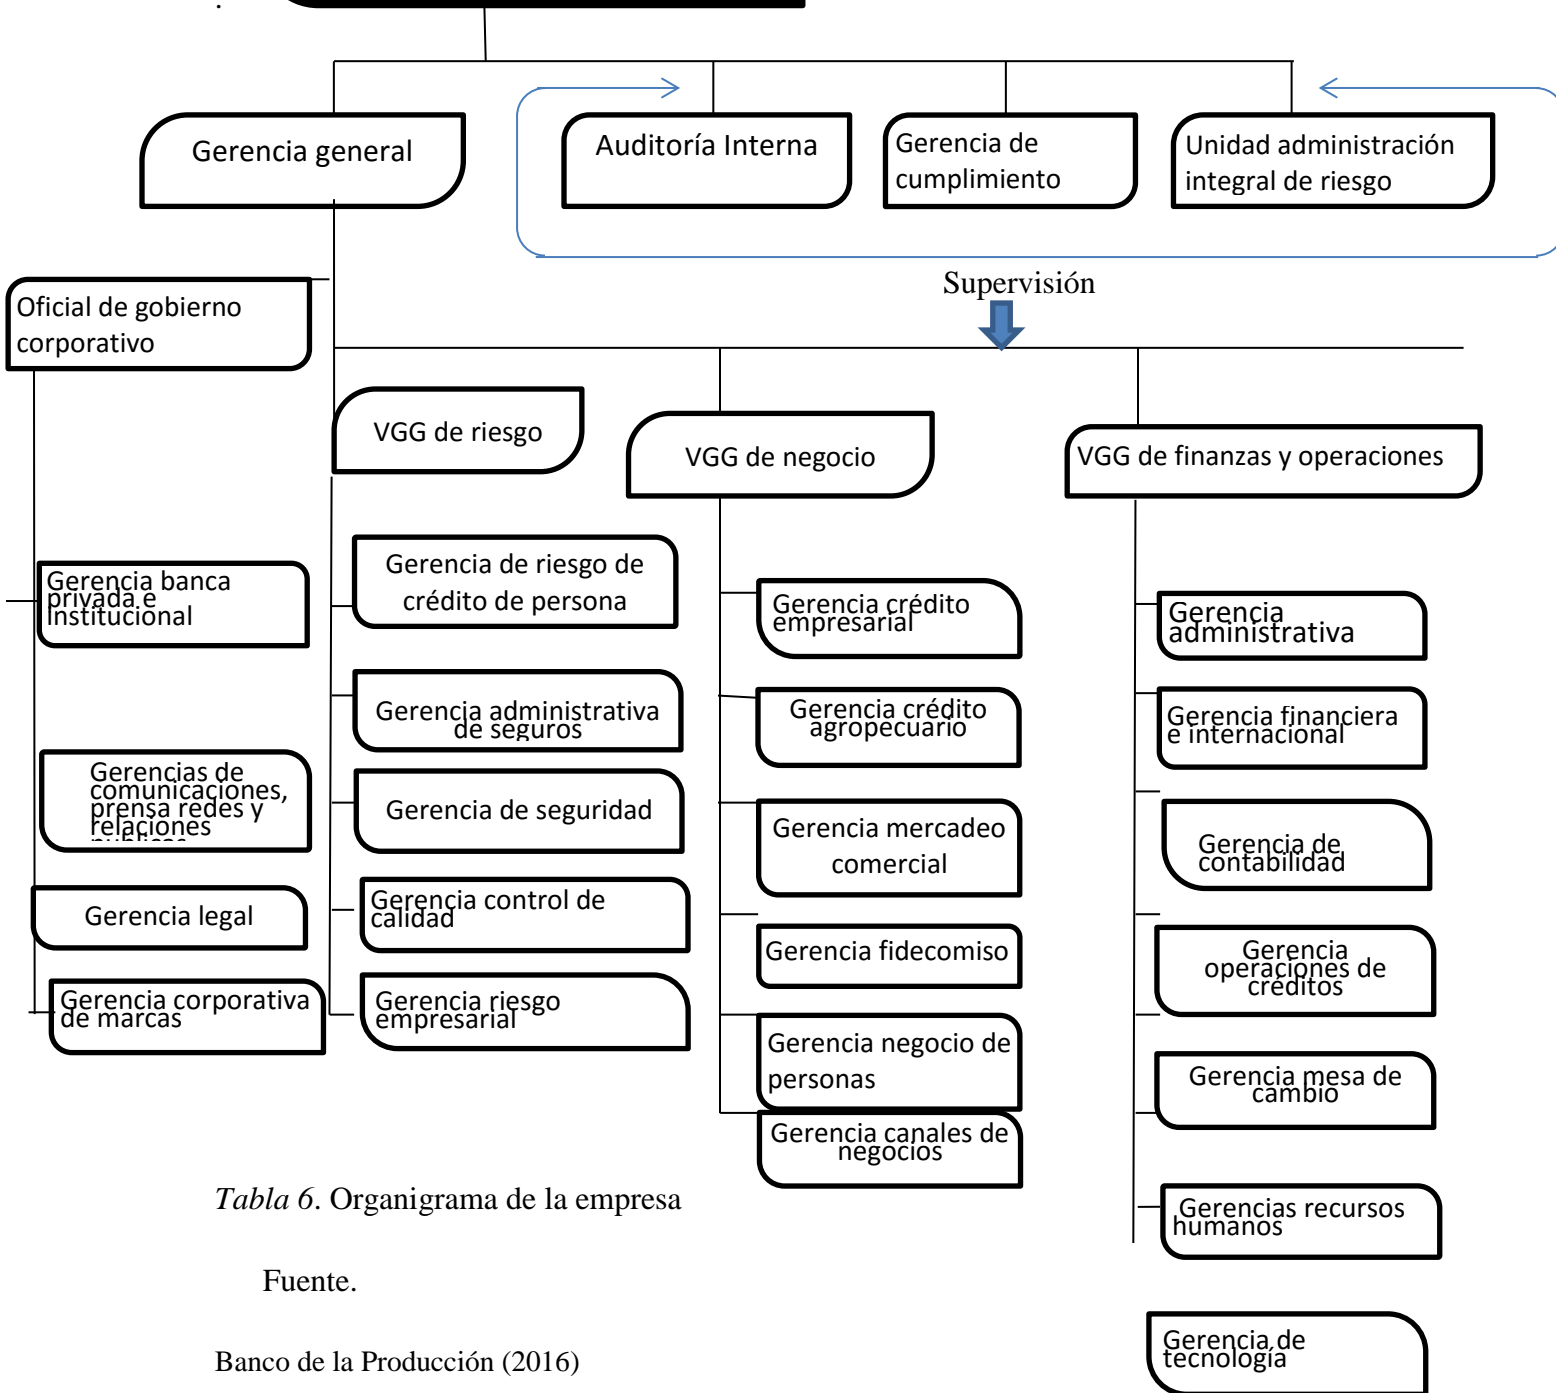 .
Gerencia general
Auditoría Interna
Gerencia de
cumplimiento
Unidad administración
integral de riesgo
Supervisión
Oficial de gobierno
corporativo
VGG de riesgo
VGG de negocio
VGG de finanzas y operaciones
Gerencia banca
privada e
Institucional
Gerencias de
comunicaciones,
prensa redes y
relaciones
Gerencia legal
Gerencia corporativa
de marcas
Gerencia de riesgo de
crédito de persona
Gerencia administrativa
de seguros
Gerencia de seguridad
Gerencia control de
calidad
Gerencia riesgo
empresarial
Gerencia crédito
empresarial
Gerencia crédito
agropecuario
Gerencia mercadeo
comercial
Gerencia fidecomiso
Gerencia negocio de
personas
Gerencia canales de
negocios
Gerencia
administrativa
Gerencia financiera
e internacional
Gerencia de
contabilidad
Gerencia
operaciones de
créditos
Gerencia mesa de
cambio
Gerencias recursos
humanos
Gerencia de
tecnología
Tabla 6. Organigrama de la empresa
Fuente.
Banco de la Producción (2016)